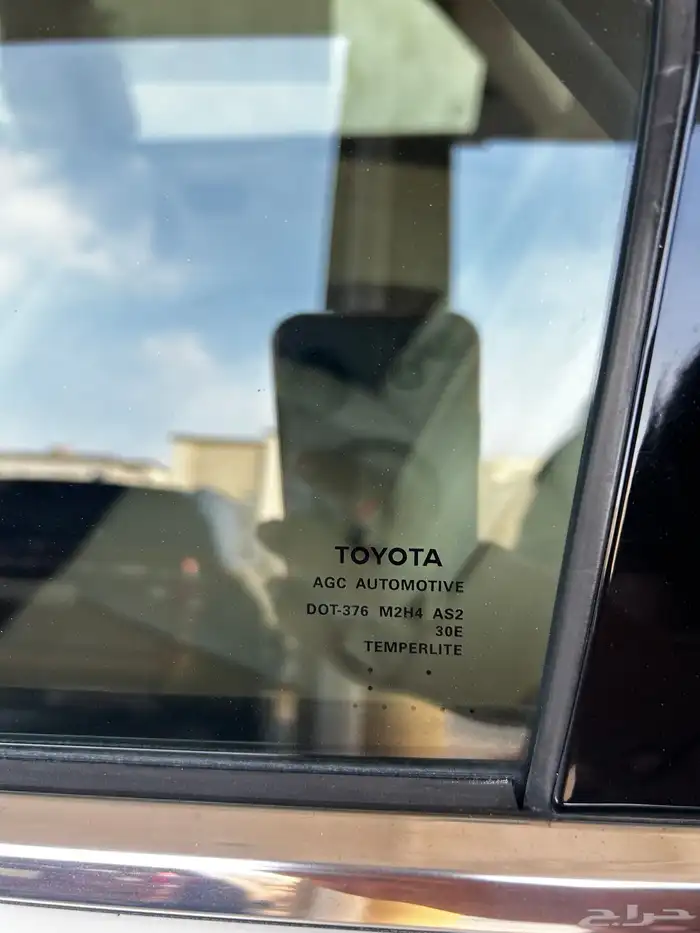 TOYOTA
AGC AUTOMOTIVE
DOT-376 M2H4 AS2
30E
TEMPERLITE
حراج